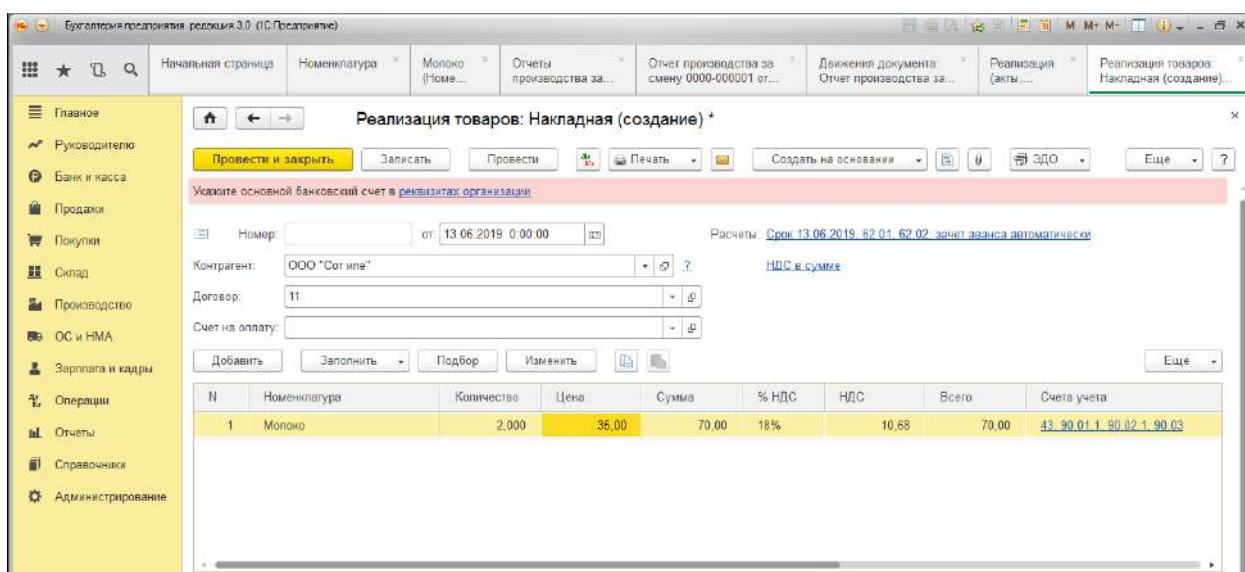 Бухгалтерия предприятия, редакция 3.0 (1С:Предприятие)
M M+ M-
Начальная страница
Номенклатура
Молоко
(Номе...
Отчеты
производства за...
Отчет производства за
смену 0000-000001 от...
Движения документа:
Отчет производства за...
Реализация
(акты,...
Реализация товаров:
Накладная (создание)...
Главное
Руководителю
Банк и касса
Продажи
Покупки
Склад
Производство
ОС и НМА
Зарплата и кадры
Операции
Отчеты
Справочники
Администрирование
Реализация товаров: Накладная (создание) *
Провести и закрыть Записать Провести Печать Создать на основании ЭДО Еще ?
Укажите основной банковский счет в реквизитах организации
Номер: от: 13.06.2019 0:00:00 Расчеты: Срок 13.06.2019, 62.01, 62.02, зачет аванса автоматически
Контрагент: ООО "Сот иле" ? НДС в сумме
Договор: 11
Счет на оплату:
Добавить Заполнить Подбор Изменить Еще
N Номенклатура Количество Цена Сумма % НДС НДС Всего Счета учета
1 Молоко 2,000 35,00 70,00 18% 10,68 70,00 43, 90.01.1, 90.02.1, 90.03